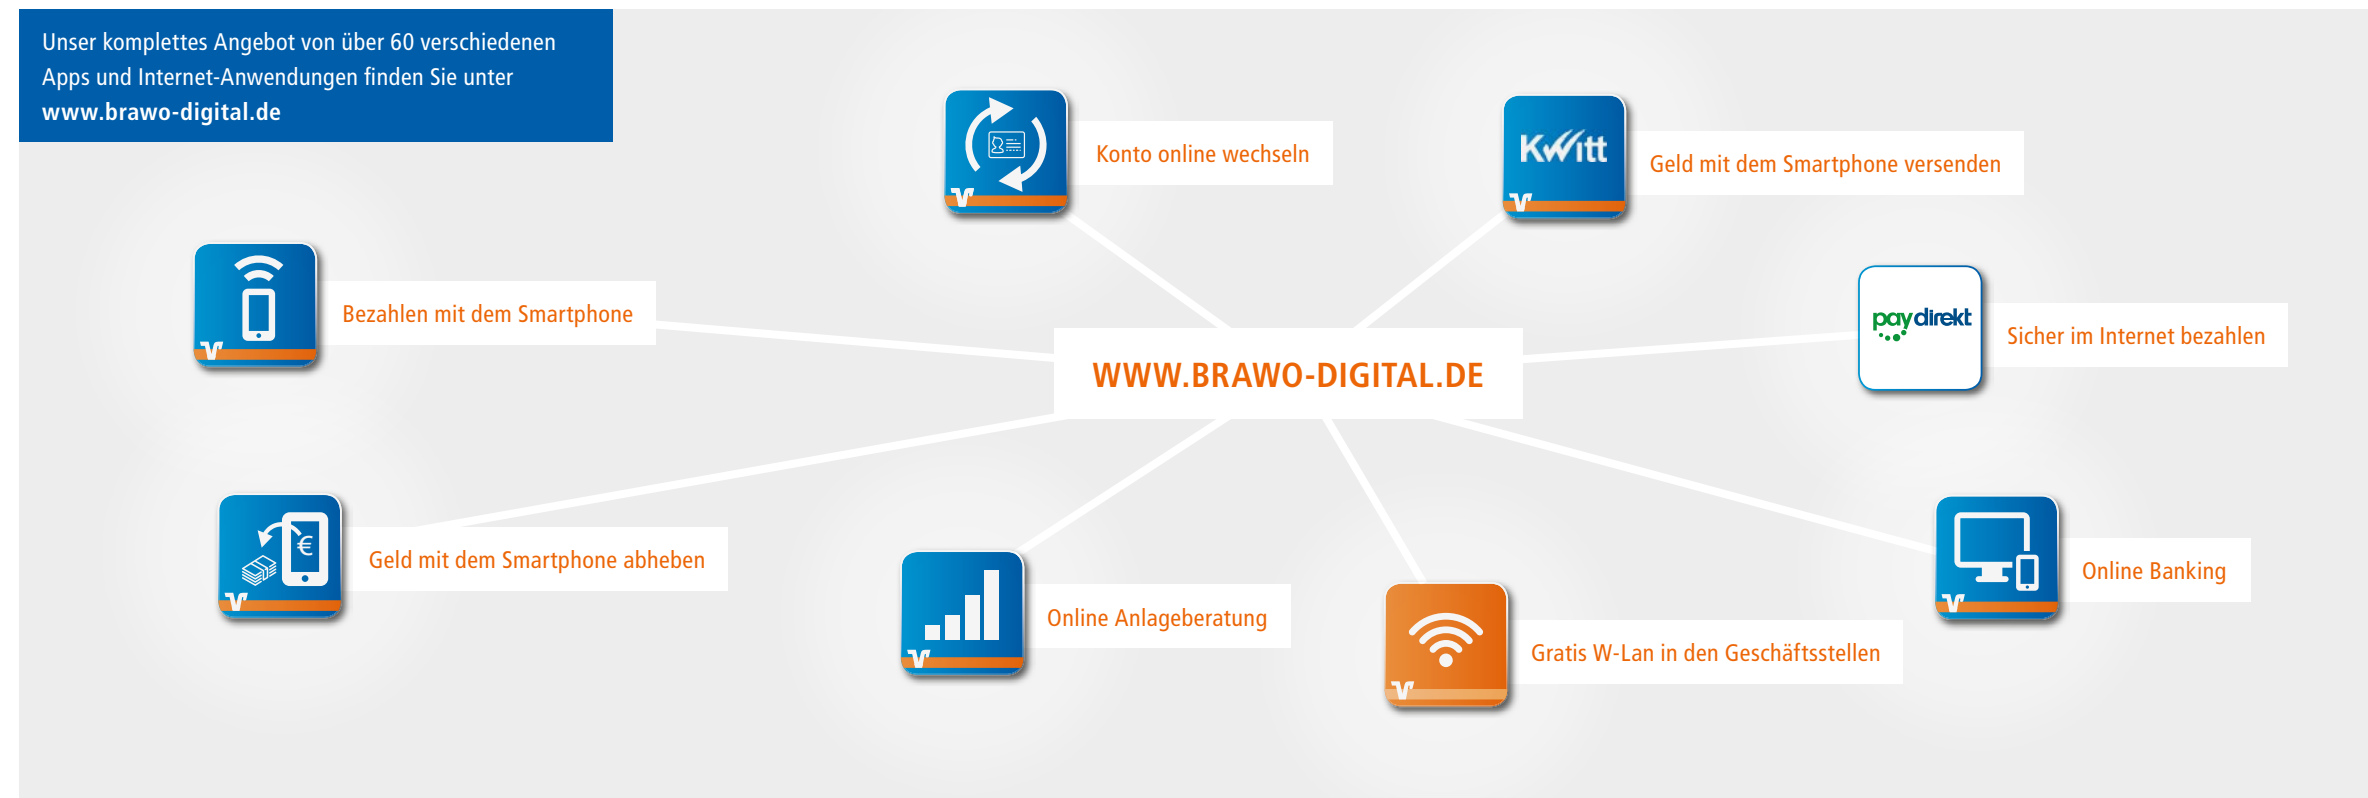 Unser komplettes Angebot von über 60 verschiedenen
Apps und Internet-Anwendungen finden Sie unter
www.brawo-digital.de
Konto online wechseln
Kwitt
Geld mit dem Smartphone versenden
Bezahlen mit dem Smartphone
paydirekt
Sicher im Internet bezahlen
WWW.BRAWO-DIGITAL.DE
€
Geld mit dem Smartphone abheben
Online Banking
Online Anlageberatung
Gratis W-Lan in den Geschäftsstellen